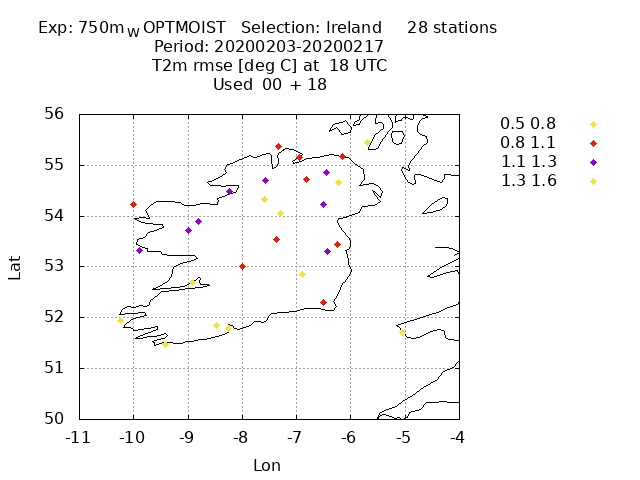 Exp: 750m_W OPTMOIST Selection: Ireland 28 stations
Period: 20200203-20200217
T2m rmse [deg C] at 18 UTC
Used 00 + 18
0.5 0.8
0.8 1.1
1.1 1.3
1.3 1.6
56
55
54
53
52
51
50
Lat
-11 -10 -9 -8 -7 -6 -5 -4
Lon